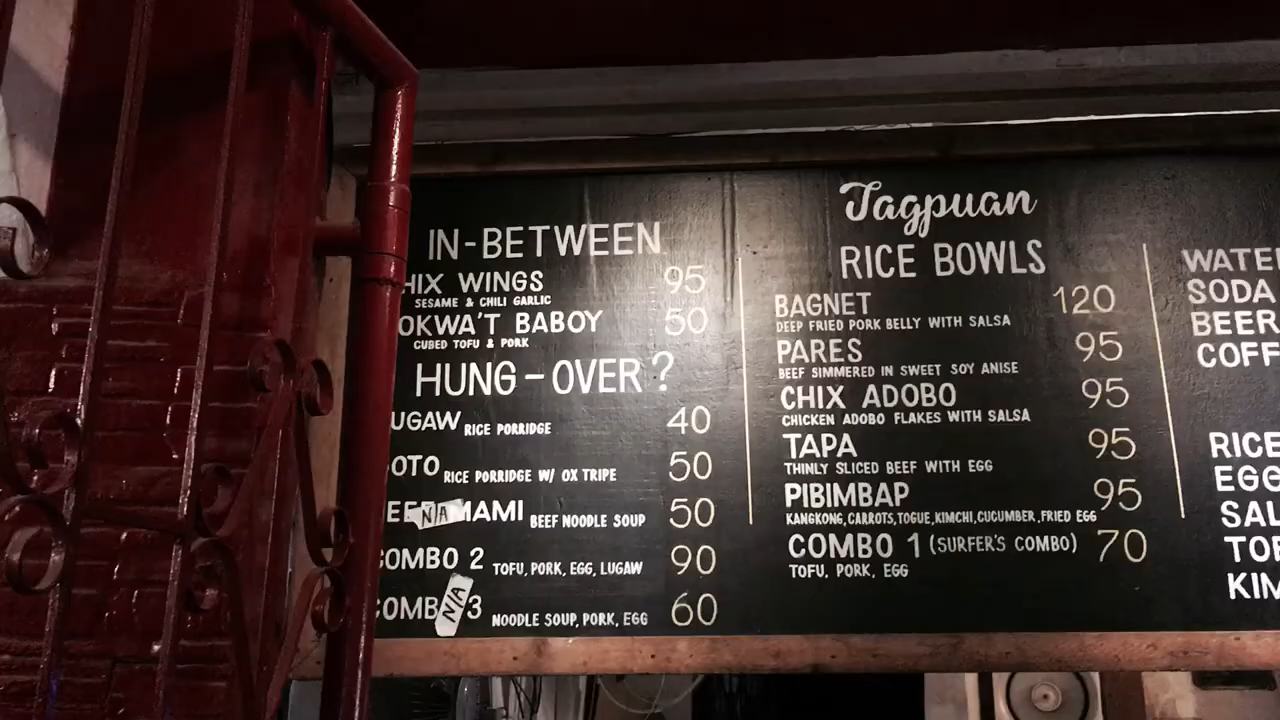 IN-BETWEEN
HIX WINGS 95
SESAME & CHILI GARLIC
OKWA'T BABOY 50
CUBED TOFU & PORK
HUNG-OVER?
UGAW RICE PORRIDGE 40
OTO RICE PORRIDGE W/ OX TRIPE 50
EEF N/A MAMI BEEF NOODLE SOUP 50
COMBO 2 TOFU, PORK, EGG, LUGAW 90
COMB N/A 3 NOODLE SOUP, PORK, EGG 60
Tagpuan
RICE BOWLS
BAGNET 120
DEEP FRIED PORK BELLY WITH SALSA
PARES 95
BEEF SIMMERED IN SWEET SOY ANISE
CHIX ADOBO 95
CHICKEN ADOBO FLAKES WITH SALSA
TAPA 95
THINLY SLICED BEEF WITH EGG
PIBIMBAP 95
KANGKONG, CARROTS, TOGUE, KIMCHI, CUCUMBER, FRIED EGG
COMBO 1 (SURFER'S COMBO) 70
TOFU, PORK, EGG
WATE
SODA
BEER
COFF
RICE
EGG
SAL
TOF
KIM